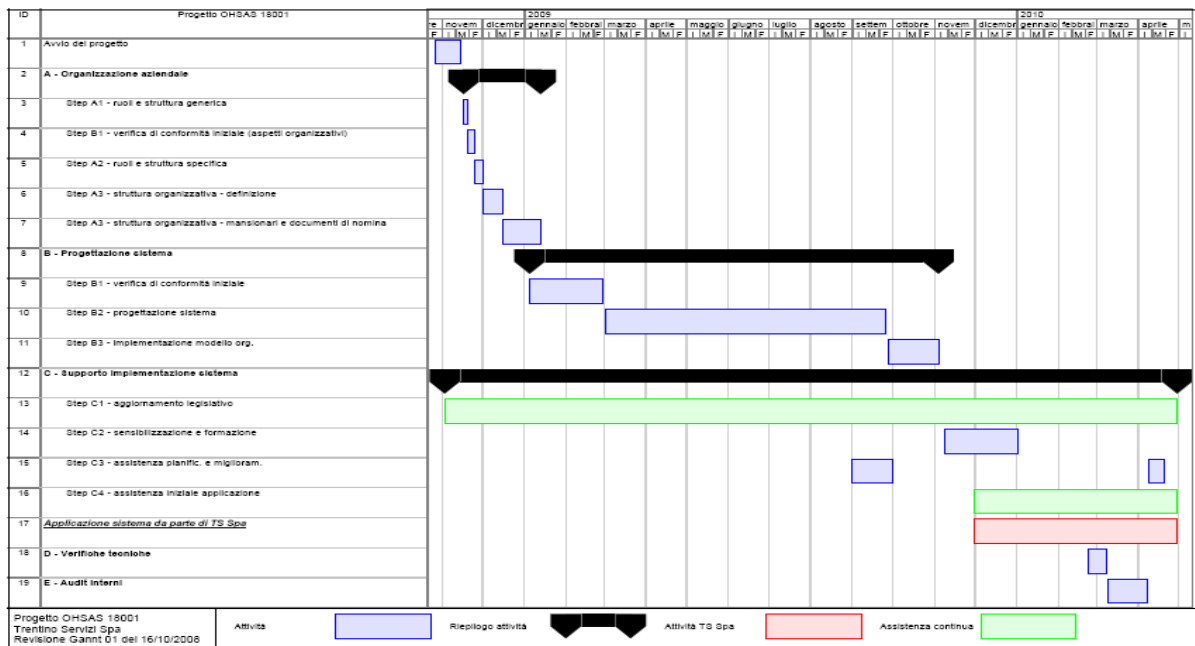 ID Progetto OHSAS 18001 2009 2010
re novem dicembr gennaio febbrai marzo aprile maggio giugno luglio agosto settem ottobre novem dicembr gennaio febbrai marzo aprile m
F I M F I M F I M F I M F I M F I M F I M F I M F I M F I M F I M F I M F I M F I M F I M F I M F I M F I M F I
1 Avvio del progetto
2 A - Organizzazione aziendale
3 Step A1 - ruoli e struttura generica
4 Step B1 - verifica di conformità iniziale (aspetti organizzativi)
5 Step A2 - ruoli e struttura specifica
6 Step A3 - struttura organizzativa - definizione
7 Step A3 - struttura organizzativa - mansionari e documenti di nomina
8 B - Progettazione sistema
9 Step B1 - verifica di conformità iniziale
10 Step B2 - progettazione sistema
11 Step B3 - implementazione modello org.
12 C - Supporto implementazione sistema
13 Step C1 - aggiornamento legislativo
14 Step C2 - sensibilizzazione e formazione
15 Step C3 - assistenza planific. e miglioram.
16 Step C4 - assistenza iniziale applicazione
17 Applicazione sistema da parte di TS Spa
18 D - Verifiche tecniche
19 E - Audit interni
Progetto OHSAS 18001
Trentino Servizi Spa
Revisione Gannt 01 del 16/10/2008
Attività Riepilogo attività Attività TS Spa Assistenza continua